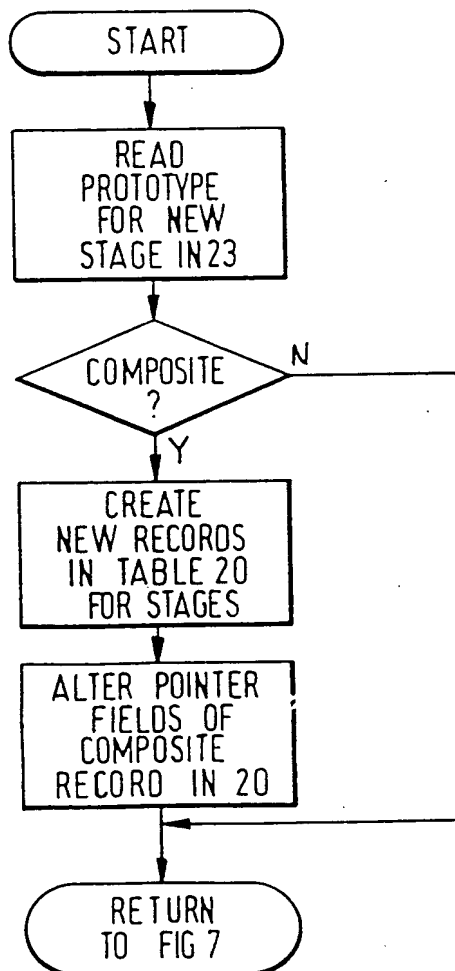 START
READ
PROTOTYPE
FOR NEW
STAGE IN 23
COMPOSITE
?
N
Y
CREATE
NEW RECORDS
IN TABLE 20
FOR STAGES
ALTER POINTER
FIELDS OF
COMPOSITE
RECORD IN 20
RETURN
TO FIG 7